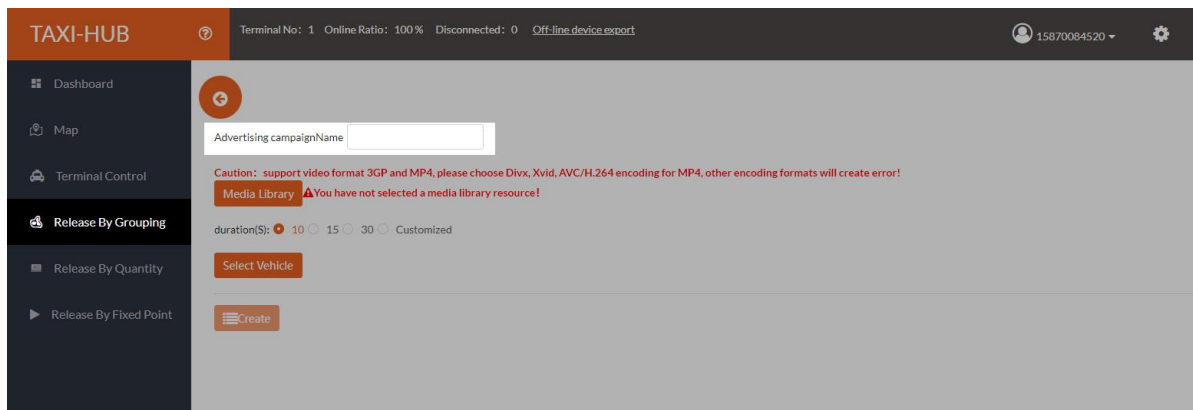 TAXI-HUB
Terminal No: 1 Online Ratio: 100 % Disconnected: 0 Off-line device export
15870084520
Dashboard
Map
Terminal Control
Release By Grouping
Release By Quantity
Release By Fixed Point
Advertising campaignName
Caution: support video format 3GP and MP4, please choose Divx, Xvid, AVC/H.264 encoding for MP4, other encoding formats will create error!
Media Library You have not selected a media library resource!
duration(S): 10 15 30 Customized
Select Vehicle
Create